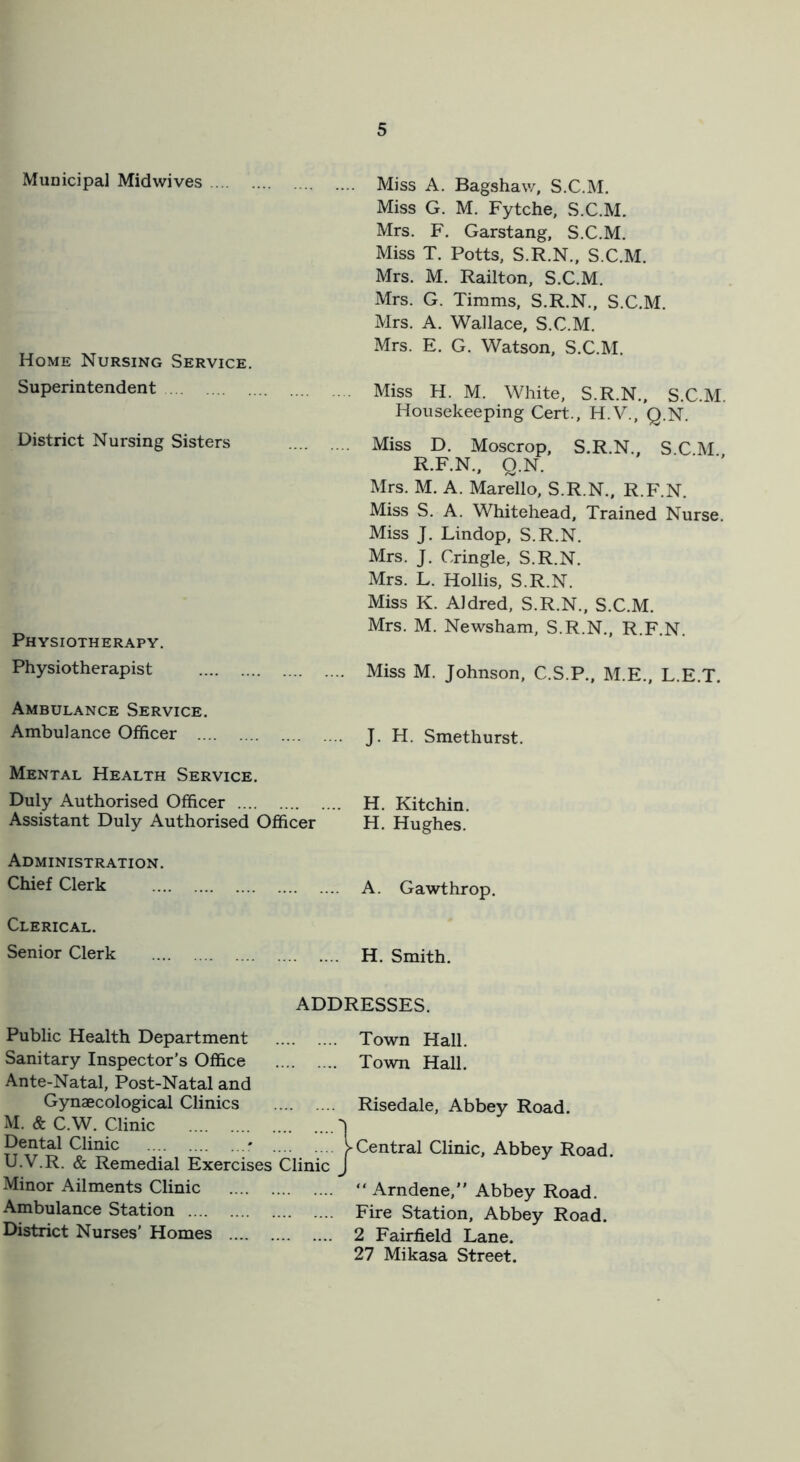 5
Municipal Midwives .... .... .... .... Miss A. Bagshaw, S.C.M.
Miss G. M. Fytche, S.C.M.
Mrs. F. Garstang, S.C.M.
Miss T. Potts, S.R.N., S.C.M.
Mrs. M. Railton, S.C.M.
Mrs. G. Timms, S.R.N., S.C.M.
Mrs. A. Wallace, S.C.M.
Mrs. E. G. Watson, S.C.M.
HOME NURSING SERVICE.
Superintendent .... .... .... .... .... Miss H. M. White, S.R.N., S.C.M.
Housekeeping Cert., H.V., Q.N.
District Nursing Sisters .... .... Miss D. Moscrop, S.R.N., S.C.M.,
R.F.N., Q.N.
Mrs. M. A. Marello, S.R.N., R.F.N.
Miss S. A. Whitehead, Trained Nurse.
Miss J. Lindop, S.R.N.
Mrs. J. Cringle, S.R.N.
Mrs. L. Hollis, S.R.N.
Miss K. Aldred, S.R.N., S.C.M.
Mrs. M. Newsham, S.R.N., R.F.N.
PHYSIOTHERAPY.
Physiotherapist .... .... .... .... Miss M. Johnson, C.S.P., M.E., L.E.T.
AMBULANCE SERVICE.
Ambulance Officer .... .... .... .... J. H. Smethurst.
MENTAL HEALTH SERVICE.
Duly Authorised Officer .... .... .... H. Kitchin.
Assistant Duly Authorised Officer H. Hughes.
ADMINISTRATION.
Chief Clerk .... .... .... .... .... A. Gawthrop.
CLERICAL.
Senior Clerk .... .... .... .... .... H. Smith.
ADDRESSES.
Public Health Department .... .... Town Hall.
Sanitary Inspector's Office .... .... Town Hall.
Ante-Natal, Post-Natal and
Gynæcological Clinics .... .... Risedale, Abbey Road.
M. & C.W. Clinic .... .... .... ....
Dental Clinic .... .... .... .... .... } Central Clinic, Abbey Road.
U.V.R. & Remedial Exercises Clinic
Minor Ailments Clinic .... .... .... "Arndene," Abbey Road.
Ambulance Station .... .... .... .... Fire Station, Abbey Road.
District Nurses' Homes .... .... .... 2 Fairfield Lane.
27 Mikasa Street.